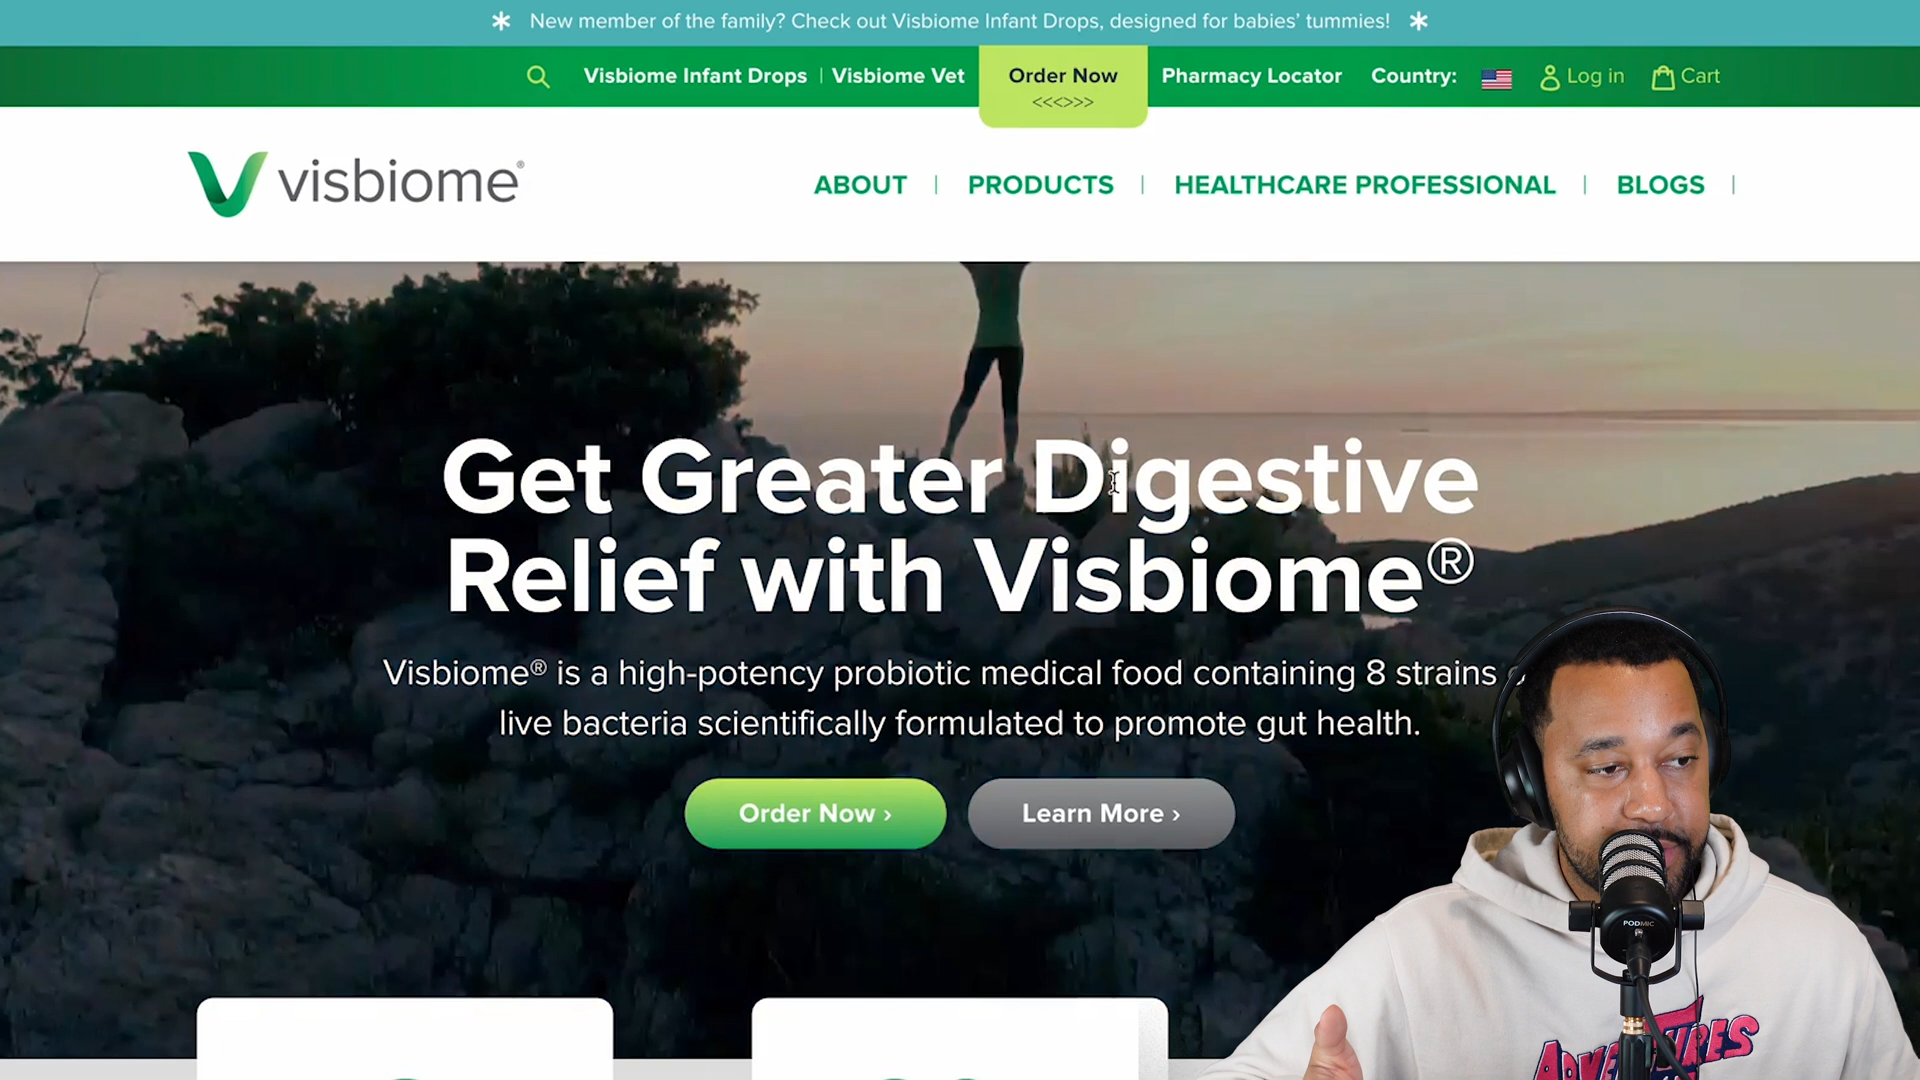 New member of the family? Check out Visbiome Infant Drops, designed for babies’ tummies!
Visbiome Infant Drops | Visbiome Vet
Order Now
<<<>>>
Pharmacy Locator
Country:
Log in
Cart
visbiome®
ABOUT | PRODUCTS | HEALTHCARE PROFESSIONAL | BLOGS |
Get Greater Digestive
Relief with Visbiome®
Visbiome® is a high-potency probiotic medical food containing 8 strains
live bacteria scientifically formulated to promote gut health.
Order Now ›
Learn More ›
PODMIC
ADVENTURES